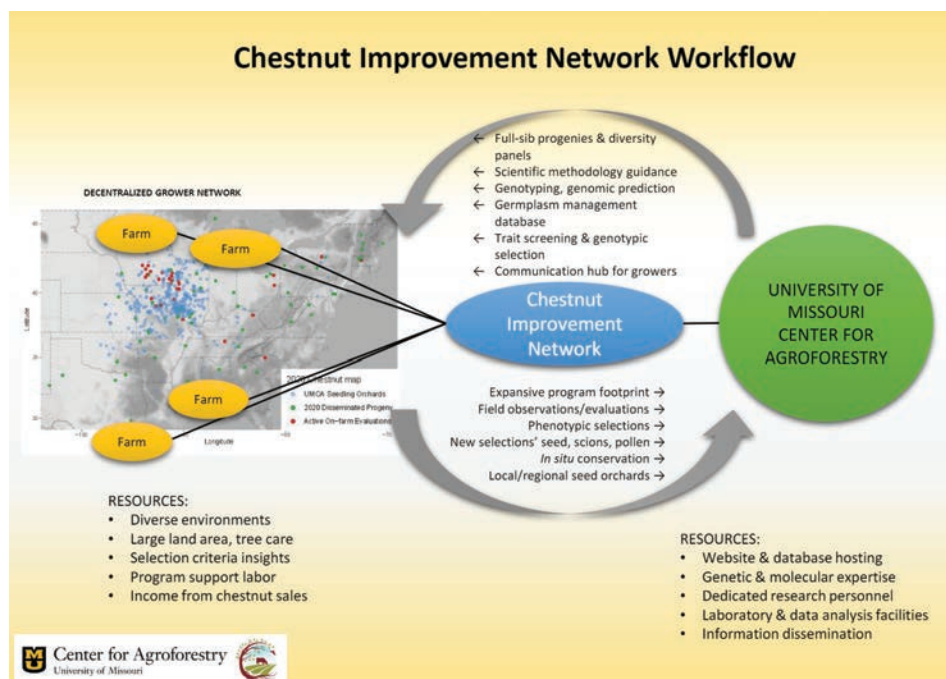 Chestnut Improvement Network Workflow
← Full-sib progenies & diversity
panels
← Scientific methodology guidance
← Genotyping, genomic prediction
← Germplasm management
database
← Trait screening & genotypic
selection
← Communication hub for growers
DECENTRALIZED GROWER NETWORK
Farm
Farm
Farm
Farm
Latitude
Longitude
2020 Chestnut map
UMCA Seedling Orchards
2020 Disseminated Progeny
Active On-farm Evaluations
Chestnut
Improvement
Network
UNIVERSITY OF
MISSOURI
CENTER FOR
AGROFORESTRY
Expansive program footprint →
Field observations/evaluations →
Phenotypic selections →
New selections' seed, scions, pollen →
In situ conservation →
Local/regional seed orchards →
RESOURCES:
• Diverse environments
• Large land area, tree care
• Selection criteria insights
• Program support labor
• Income from chestnut sales
RESOURCES:
• Website & database hosting
• Genetic & molecular expertise
• Dedicated research personnel
• Laboratory & data analysis facilities
• Information dissemination
MU
Center for Agroforestry
University of Missouri